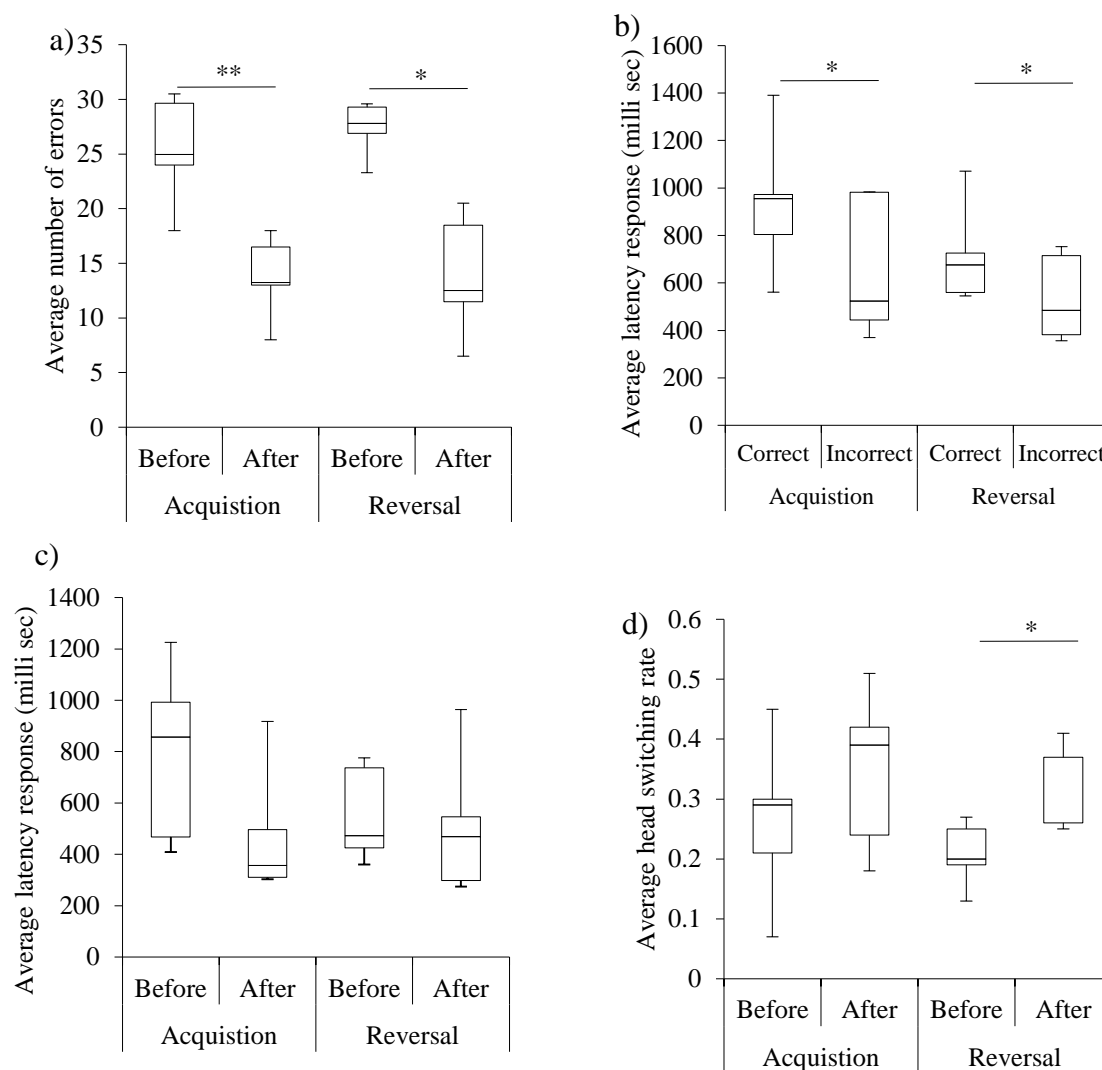 a)
Average number of errors
35
30
25
20
15
10
5
0
**
*
Before After Before After
Acquistion Reversal
b)
Average latency response (milli sec)
1600
1400
1200
1000
800
600
400
200
0
*
*
Correct Incorrect Correct Incorrect
Acquistion Reversal
c)
Average latency response (milli sec)
1400
1200
1000
800
600
400
200
0
Before After Before After
Acquistion Reversal
d)
Average head switching rate
0.6
0.5
0.4
0.3
0.2
0.1
0
*
Before After Before After
Acquistion Reversal